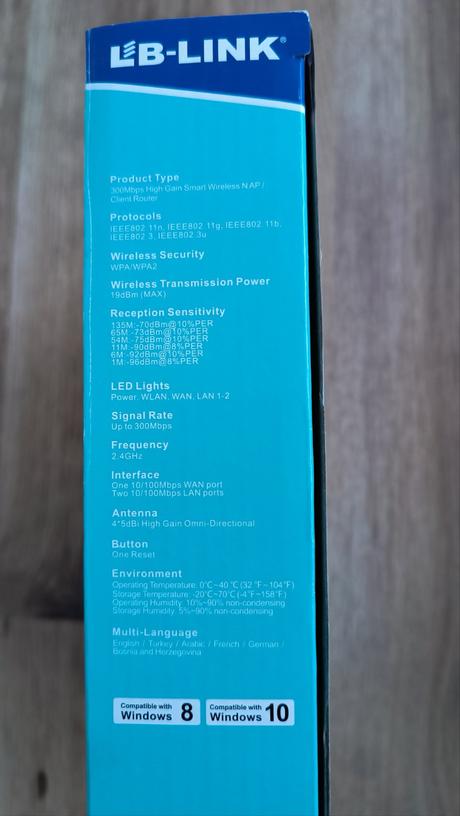 LB-LINK®
Product Type
300Mbps High Gain Smart Wireless N AP /
Client Router
Protocols
IEEE802.11n, IEEE802.11g, IEEE802.11b,
IEEE802.3, IEEE802.3u
Wireless Security
WPA/WPA2
Wireless Transmission Power
19dBm (MAX)
Reception Sensitivity
135M:-70dBm@10%PER
65M:-73dBm@10%PER
54M:-75dBm@10%PER
11M:-90dBm@8%PER
6M:-92dBm@10%PER
1M:-96dBm@8%PER
LED Lights
Power, WLAN, WAN, LAN 1-2
Signal Rate
Up to 300Mbps
Frequency
2.4GHz
Interface
One 10/100Mbps WAN port
Two 10/100Mbps LAN ports
Antenna
4*5dBi High Gain Omni-Directional
Button
One Reset
Environment
Operating Temperature: 0°C~40 °C (32 °F~104°F)
Storage Temperature: -20°C~70°C (-4°F~158°F)
Operating Humidity: 10%~90% non-condensing
Storage Humidity: 5%~90% non-condensing
Multi-Language
English / Turkey / Arabic / French / German /
Bosnia and Herzegovina
Compatible with Windows 8
Compatible with Windows 10